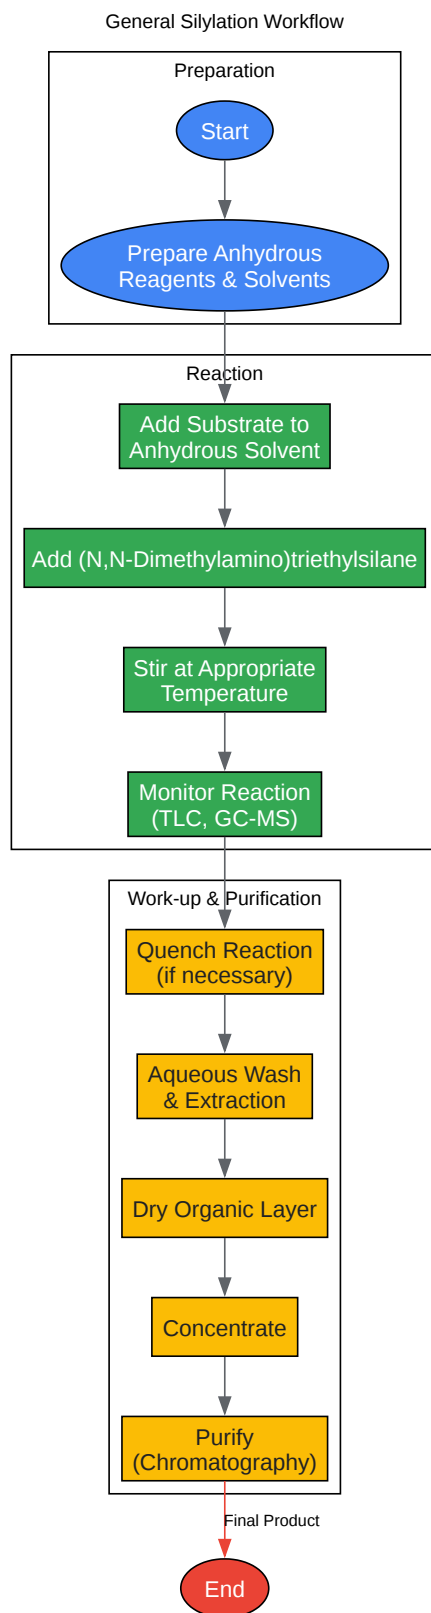 General Silylation Workflow
Preparation
Start
Prepare Anhydrous
Reagents & Solvents
Reaction
Add Substrate to
Anhydrous Solvent
Add (N,N-Dimethylamino)triethylsilane
Stir at Appropriate
Temperature
Monitor Reaction
(TLC, GC-MS)
Work-up & Purification
Quench Reaction
(if necessary)
Aqueous Wash
& Extraction
Dry Organic Layer
Concentrate
Purify
(Chromatography)
Final Product
End